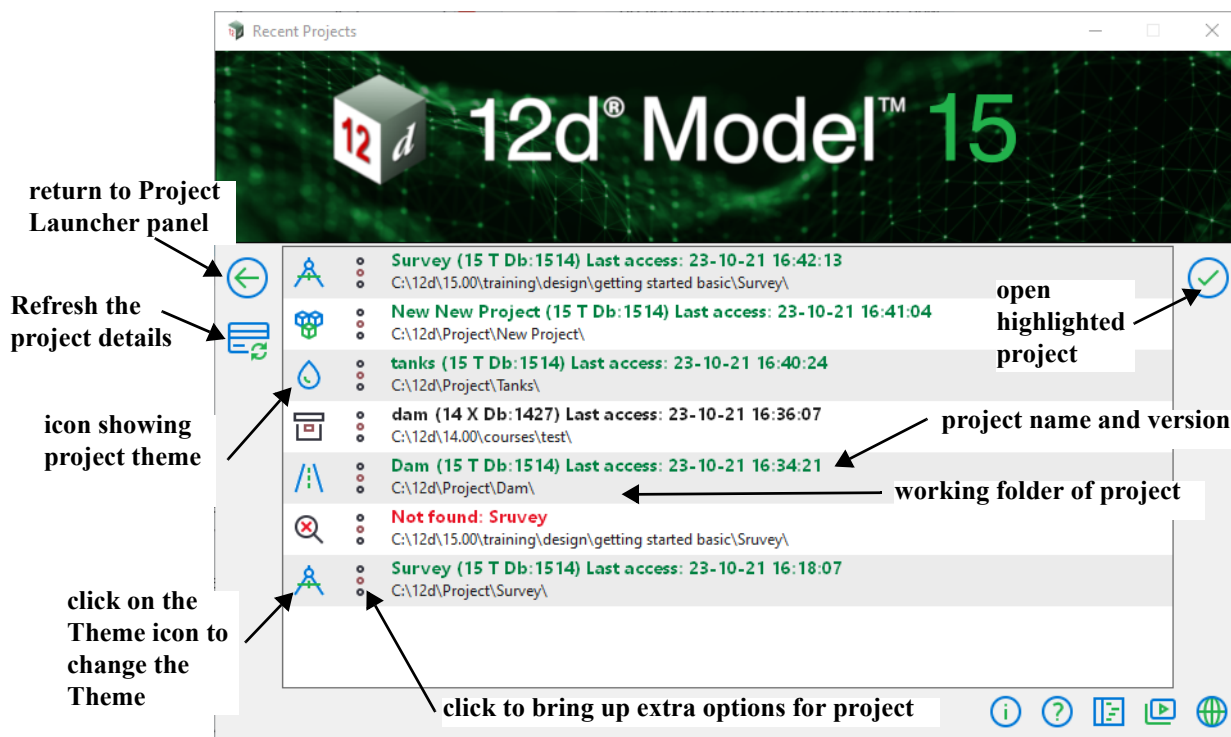 Recent Projects
12 d
12d® Model™ 15
return to Project
Launcher panel
Refresh the
project details
icon showing
project theme
click on the
Theme icon to
change the
Theme
Survey (15 T Db:1514) Last access: 23-10-21 16:42:13
C:\12d\15.00\training\design\getting started basic\Survey\
New New Project (15 T Db:1514) Last access: 23-10-21 16:41:04
C:\12d\Project\New Project\
tanks (15 T Db:1514) Last access: 23-10-21 16:40:24
C:\12d\Project\Tanks\
dam (14 X Db:1427) Last access: 23-10-21 16:36:07
C:\12d\14.00\courses\test\
Dam (15 T Db:1514) Last access: 23-10-21 16:34:21
C:\12d\Project\Dam\
Not found: Sruvey
C:\12d\15.00\training\design\getting started basic\Sruvey\
Survey (15 T Db:1514) Last access: 23-10-21 16:18:07
C:\12d\Project\Survey\
open
highlighted
project
project name and version
working folder of project
click to bring up extra options for project